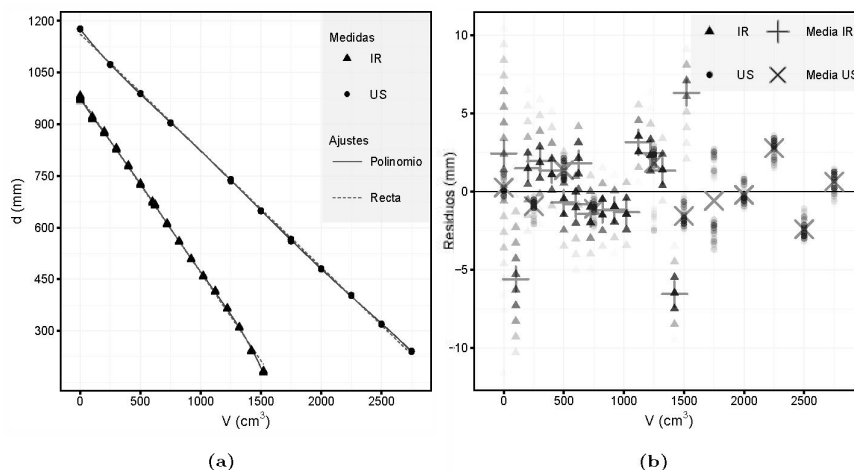 Medidas
IR
US
Ajustes
Polinomio
Recta
1200
1050
900
750
600
450
300
d (mm)
0 500 1000 1500 2000 2500
V (cm³)
(a)
IR Media IR
US Media US
10
5
0
−5
−10
Residuos (mm)
0 500 1000 1500 2000 2500
V (cm³)
(b)